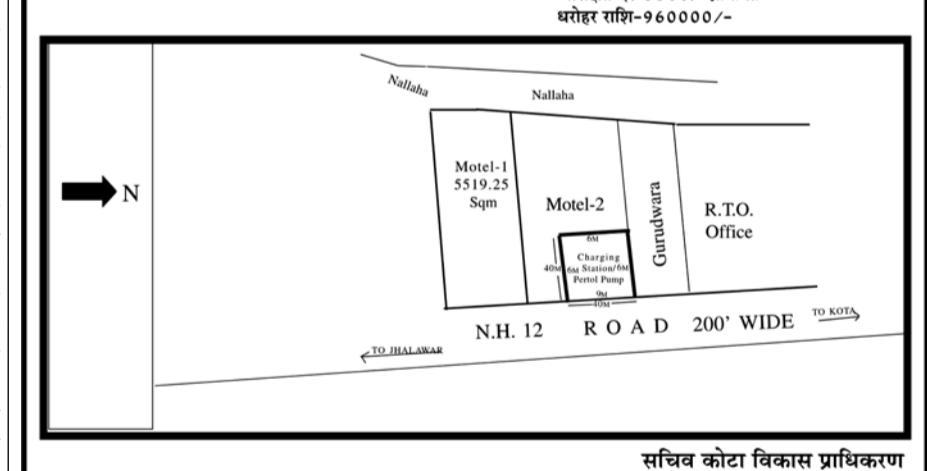 धरोहर राशि-960000/-
Nallaha
Nallaha
N
Motel-1
5519.25
Sqm
Motel-2
Gurudwara
R.T.O.
Office
6M
Charging
40M 6M Station/6M
Pertol Pump
9M
40M
N.H. 12 ROAD 200' WIDE
TO KOTA
TO JHALAWAR
सचिव कोटा विकास प्राधिकरण